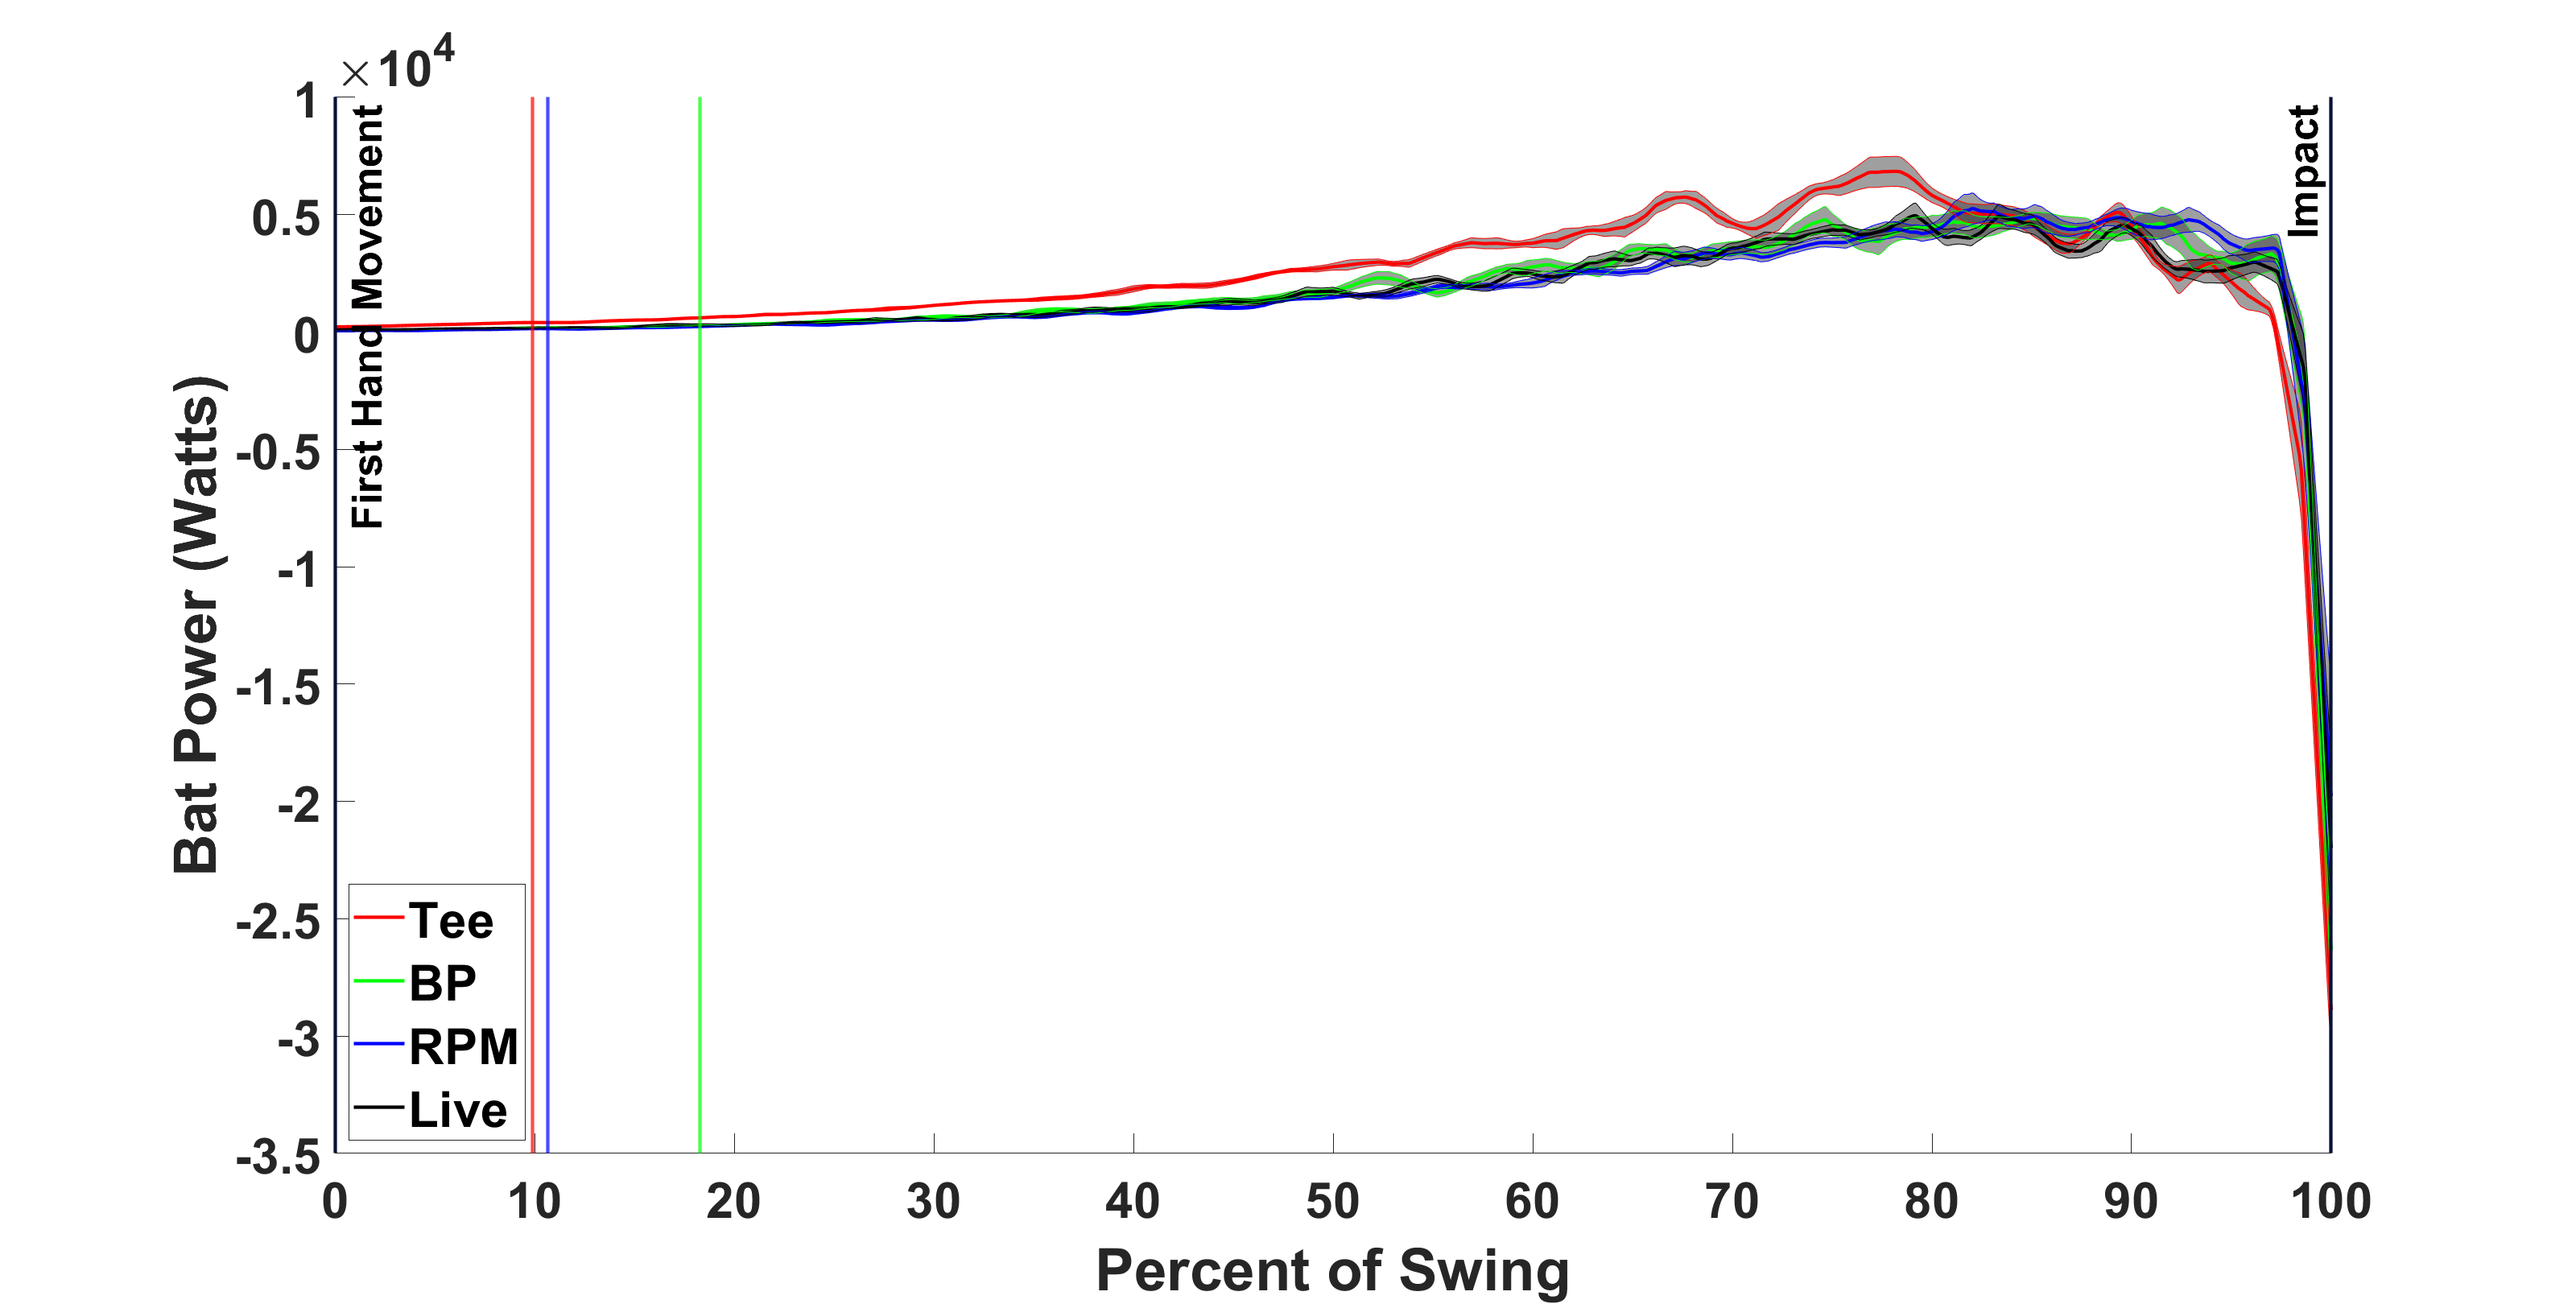 ×10⁴
1
0.5
0
-0.5
-1
-1.5
-2
-2.5
-3
-3.5
Bat Power (Watts)
First Hand Movement
Impact
Tee
BP
RPM
Live
0 10 20 30 40 50 60 70 80 90 100
Percent of Swing